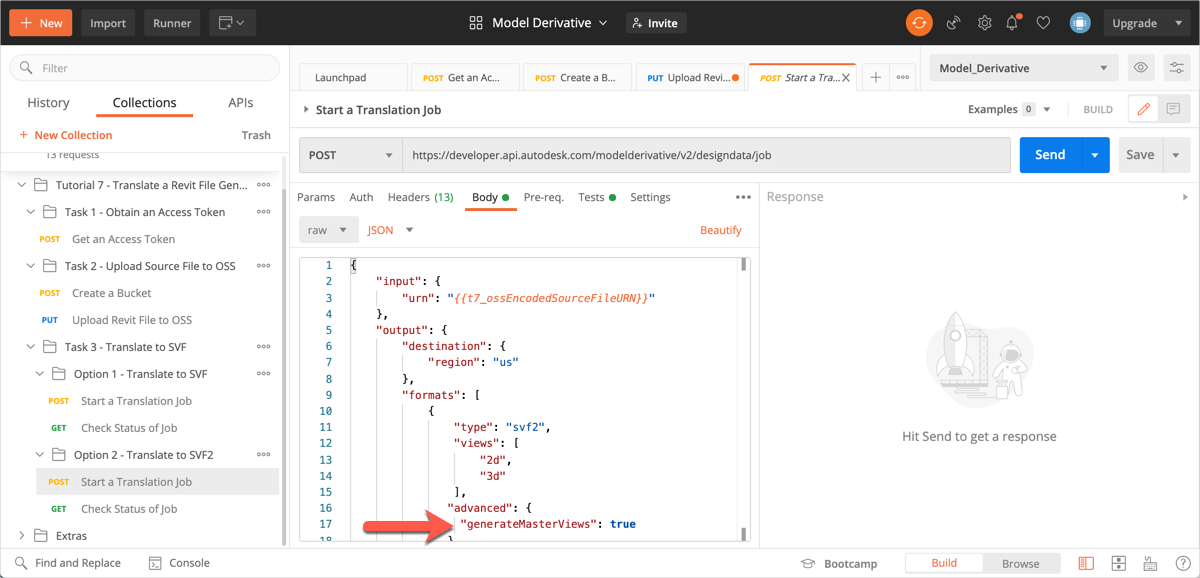 New Import Runner Model Derivative Invite Upgrade
Filter
History Collections APIs
New Collection Trash
13 requests
Tutorial 7 - Translate a Revit File Gen...
Task 1 - Obtain an Access Token
POST Get an Access Token
Task 2 - Upload Source File to OSS
POST Create a Bucket
PUT Upload Revit File to OSS
Task 3 - Translate to SVF
Option 1 - Translate to SVF
POST Start a Translation Job
GET Check Status of Job
Option 2 - Translate to SVF2
POST Start a Translation Job
GET Check Status of Job
Extras
Launchpad POST Get an Ac... POST Create a B... PUT Upload Revi... POST Start a Tra...
Model_Derivative
Start a Translation Job Examples 0 BUILD
POST https://developer.api.autodesk.com/modelderivative/v2/designdata/job Send Save
Params Auth Headers (13) Body Pre-req. Tests Settings
raw JSON Beautify
1 {
2 "input": {
3 "urn": "{{t7_ossEncodedSourceFileURN}}"
4 },
5 "output": {
6 "destination": {
7 "region": "us"
8 },
9 "formats": [
10 {
11 "type": "svf2",
12 "views": [
13 "2d",
14 "3d"
15 ],
16 "advanced": {
17 "generateMasterViews": true
18 }
Response
Hit Send to get a response
Find and Replace Console Bootcamp Build Browse